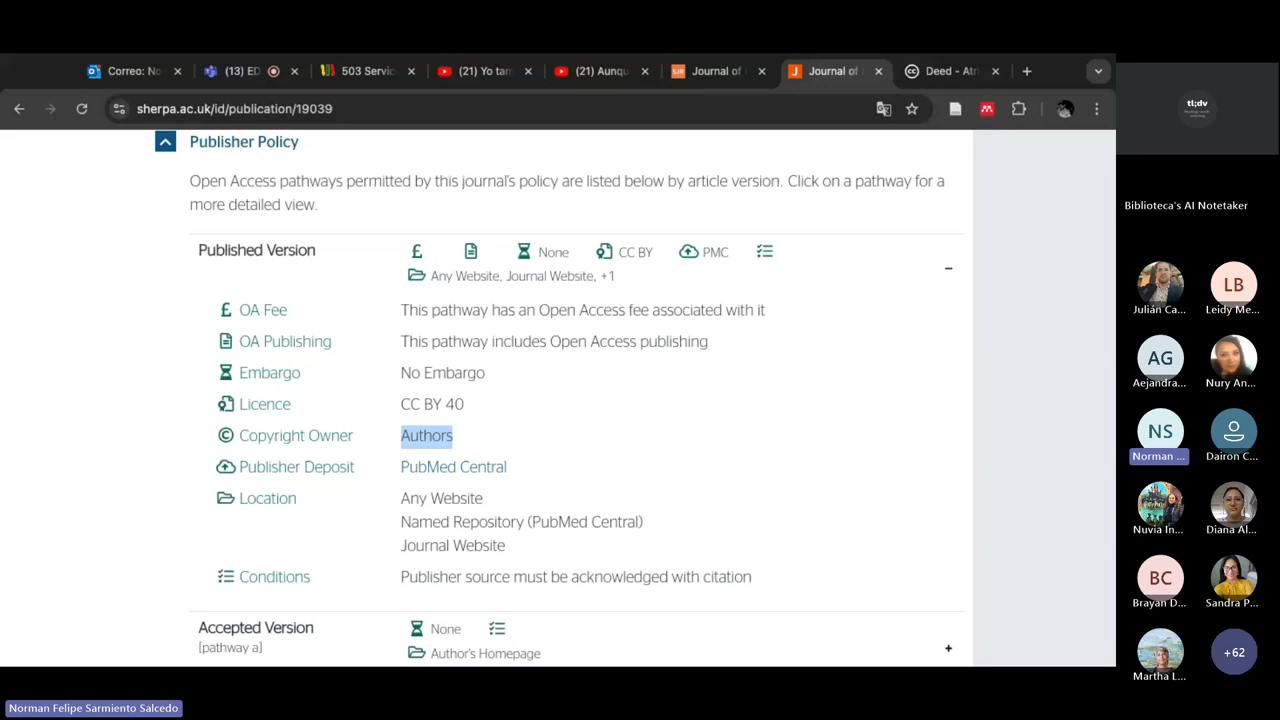 Correo: No
(13) ED
503 Servic
(21) Yo tam
(21) Aunqu
SJR
Journal of
Journal of
Deed - Atri
sherpa.ac.uk/id/publication/19039
Publisher Policy
Open Access pathways permitted by this journal's policy are listed below by article version. Click on a pathway for a
more detailed view.
Published Version
None
CC BY
PMC
Any Website, Journal Website, +1
OA Fee
This pathway has an Open Access fee associated with it
OA Publishing
This pathway includes Open Access publishing
Embargo
No Embargo
Licence
CC BY 40
Copyright Owner
Authors
Publisher Deposit
PubMed Central
Location
Any Website
Named Repository (PubMed Central)
Journal Website
Conditions
Publisher source must be acknowledged with citation
Accepted Version
[pathway a]
None
Author's Homepage
+
tl;dv
Biblioteca's AI Notetaker
Julián Ca...
LB
Leidy Me...
AG
Aejandra...
Nury An...
NS
Norman ...
Dairon C...
Nuvia In...
Diana Al...
BC
Brayan D...
Sandra P...
Martha L...
+62
Norman Felipe Sarmiento Salcedo